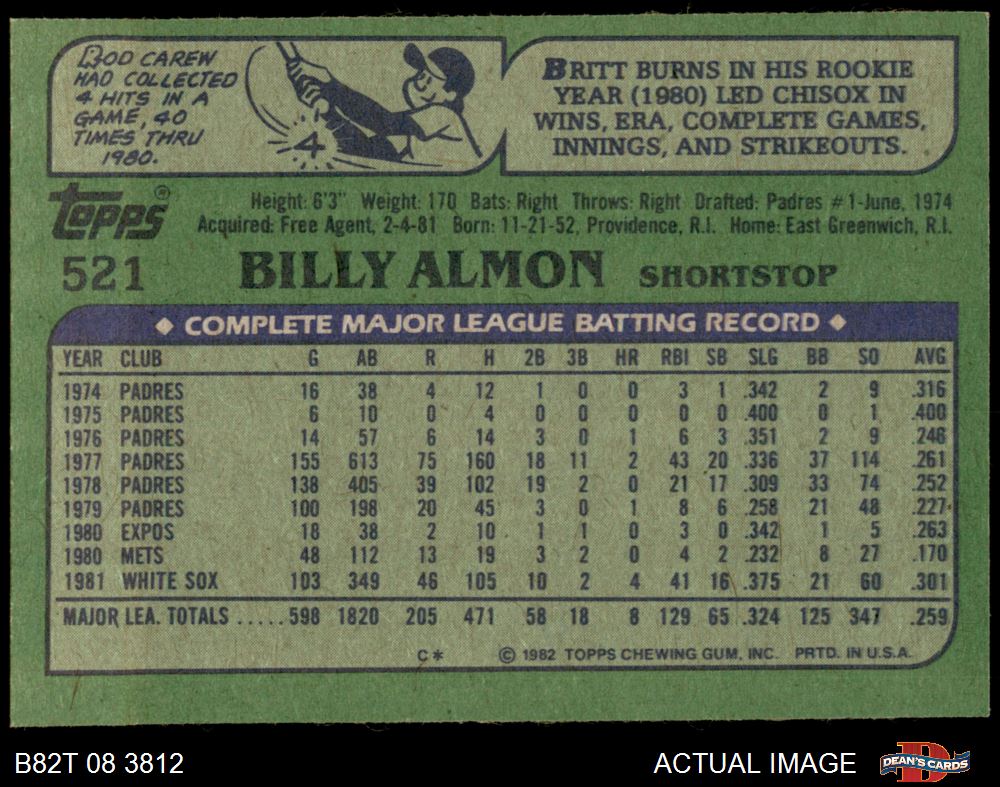 ROD CAREW
HAD COLLECTED
4 HITS IN A
GAME, 40
TIMES THRU
1980.
4
BRITT BURNS IN HIS ROOKIE
YEAR (1980) LED CHISOX IN
WINS, ERA, COMPLETE GAMES,
INNINGS, AND STRIKEOUTS.
Topps®
Height: 6'3" Weight: 170 Bats: Right Throws: Right Drafted: Padres #1-June, 1974
Acquired: Free Agent, 2-4-81 Born: 11-21-52, Providence, R.I. Home: East Greenwich, R.I.
521 BILLY ALMON SHORTSTOP
◆ COMPLETE MAJOR LEAGUE BATTING RECORD ◆
YEAR CLUB G AB R H 2B 3B HR RBI SB SLG BB SO AVG
1974 PADRES 16 38 4 12 1 0 0 3 1 .342 2 9 .316
1975 PADRES 6 10 0 4 0 0 0 0 0 .400 0 1 .400
1976 PADRES 14 57 6 14 3 0 1 6 3 .351 2 9 .246
1977 PADRES 155 613 75 160 18 11 2 43 20 .336 37 114 .261
1978 PADRES 138 405 39 102 19 2 0 21 17 .309 33 74 .252
1979 PADRES 100 198 20 45 3 0 1 8 6 .258 21 48 .227
1980 EXPOS 18 38 2 10 1 1 0 3 0 .342 1 5 .263
1980 METS 48 112 13 19 3 2 0 4 2 .232 8 27 .170
1981 WHITE SOX 103 349 46 105 10 2 4 41 16 .375 21 60 .301
MAJOR LEA. TOTALS ..... 598 1820 205 471 58 18 8 129 65 .324 125 347 .259
C* © 1982 TOPPS CHEWING GUM, INC. PRTD. IN U.S.A.
B82T 08 3812 ACTUAL IMAGE DEAN'S CARDS